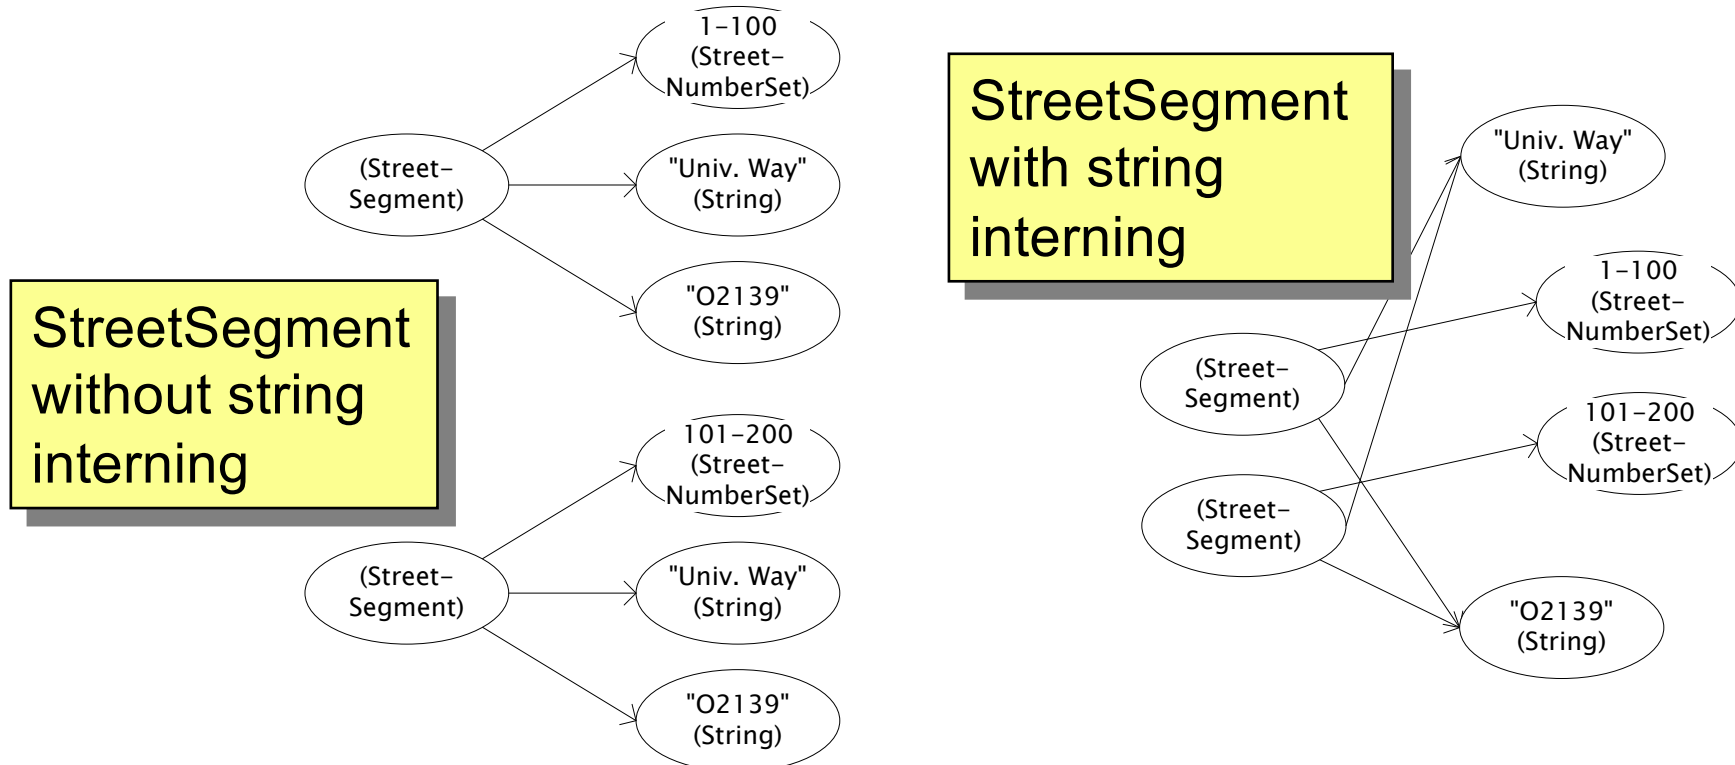 1-100
(Street-
NumberSet)
(Street-
Segment)
"Univ. Way"
(String)
"O2139"
(String)
StreetSegment
without string
interning
101-200
(Street-
NumberSet)
(Street-
Segment)
"Univ. Way"
(String)
"O2139"
(String)
StreetSegment
with string
interning
"Univ. Way"
(String)
1-100
(Street-
NumberSet)
(Street-
Segment)
101-200
(Street-
NumberSet)
(Street-
Segment)
"O2139"
(String)